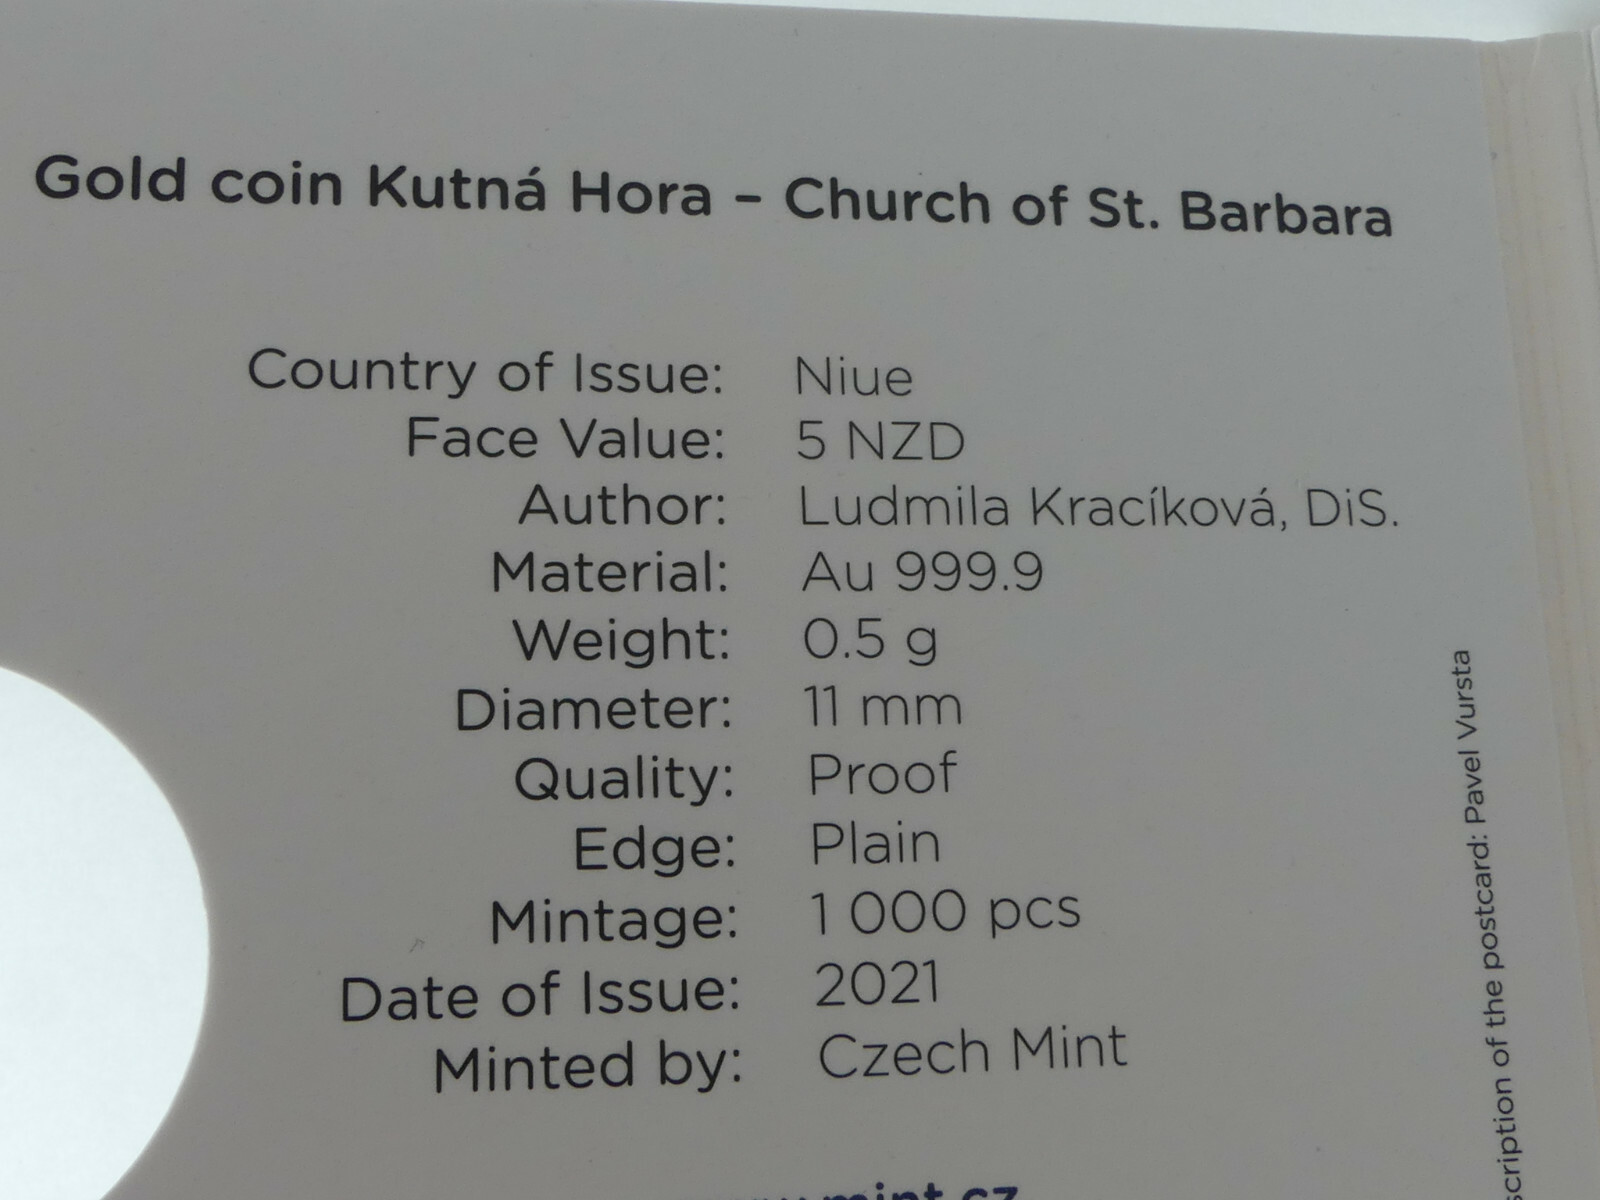 Gold coin Kutná Hora – Church of St. Barbara
Country of Issue: Niue
Face Value: 5 NZD
Author: Ludmila Kracíková, DiS.
Material: Au 999.9
Weight: 0.5 g
Diameter: 11 mm
Quality: Proof
Edge: Plain
Mintage: 1 000 pcs
Date of Issue: 2021
Minted by: Czech Mint
of the postcard: Pavel Vursta